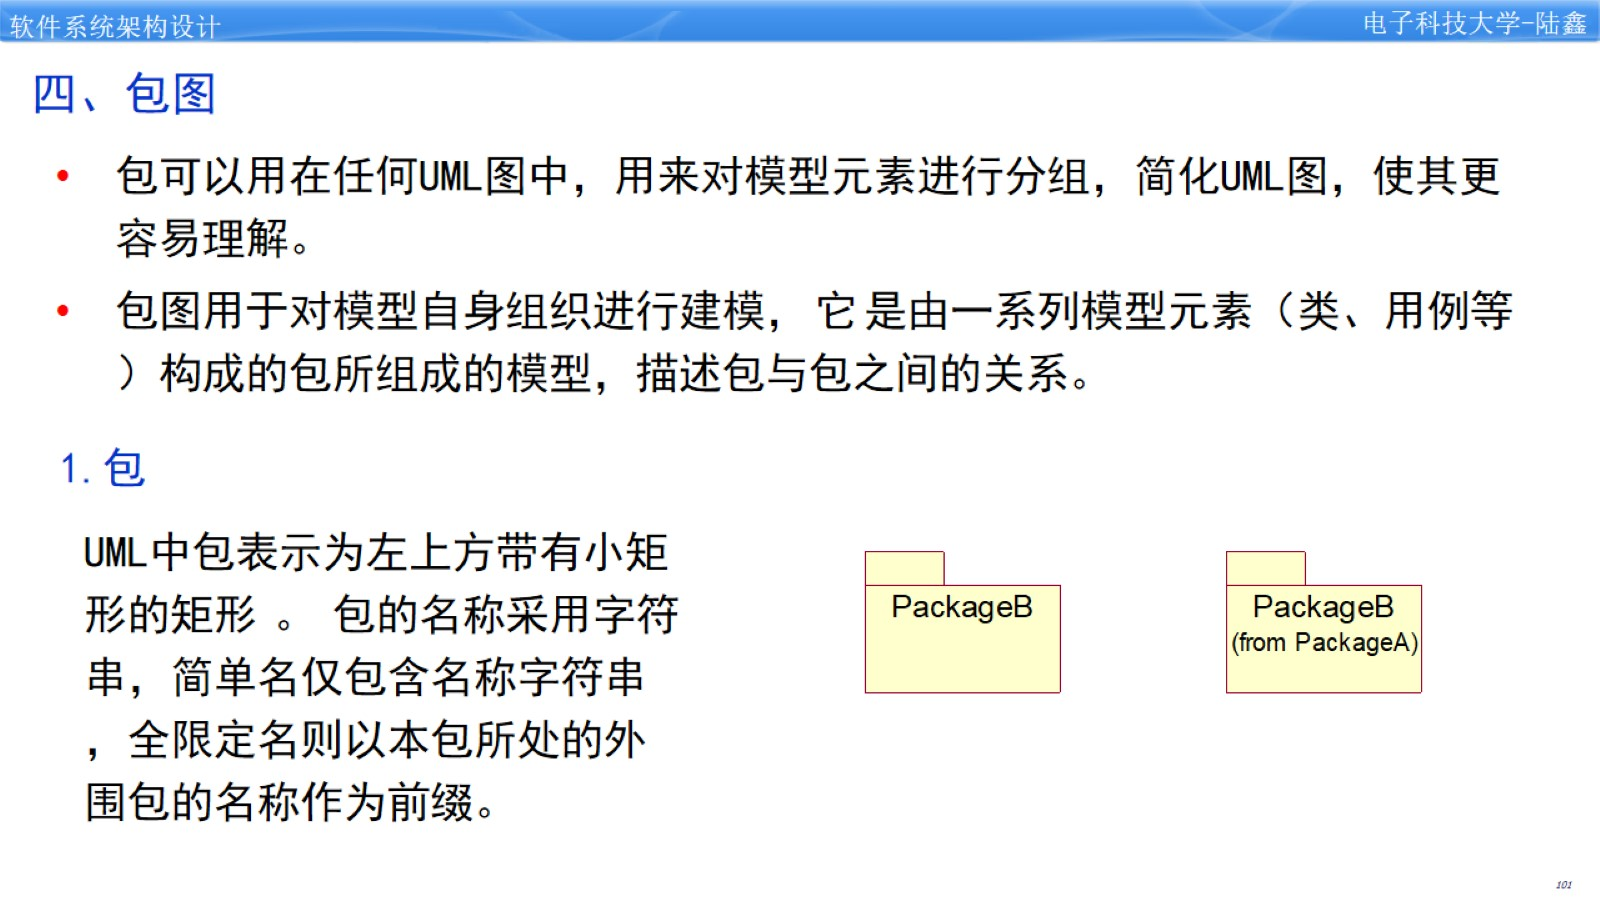 软件系统架构设计
电子科技大学-陆鑫
四、包图
• 包可以用在任何UML图中，用来对模型元素进行分组，简化UML图，使其更
容易理解。
• 包图用于对模型自身组织进行建模， 它是由一系列模型元素（类、用例等
）构成的包所组成的模型，描述包与包之间的关系。
1.包
UML中包表示为左上方带有小矩
形的矩形 。 包的名称采用字符
串，简单名仅包含名称字符串
，全限定名则以本包所处的外
围包的名称作为前缀。
PackageB
PackageB
(from PackageA)
101